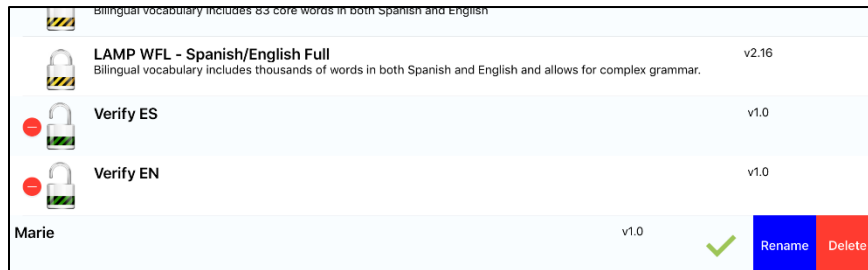 Bilingual vocabulary includes 83 core words in both Spanish and English
LAMP WFL - Spanish/English Full v2.16
Bilingual vocabulary includes thousands of words in both Spanish and English and allows for complex grammar.
Verify ES v1.0
Verify EN v1.0
Marie v1.0 Rename Delete